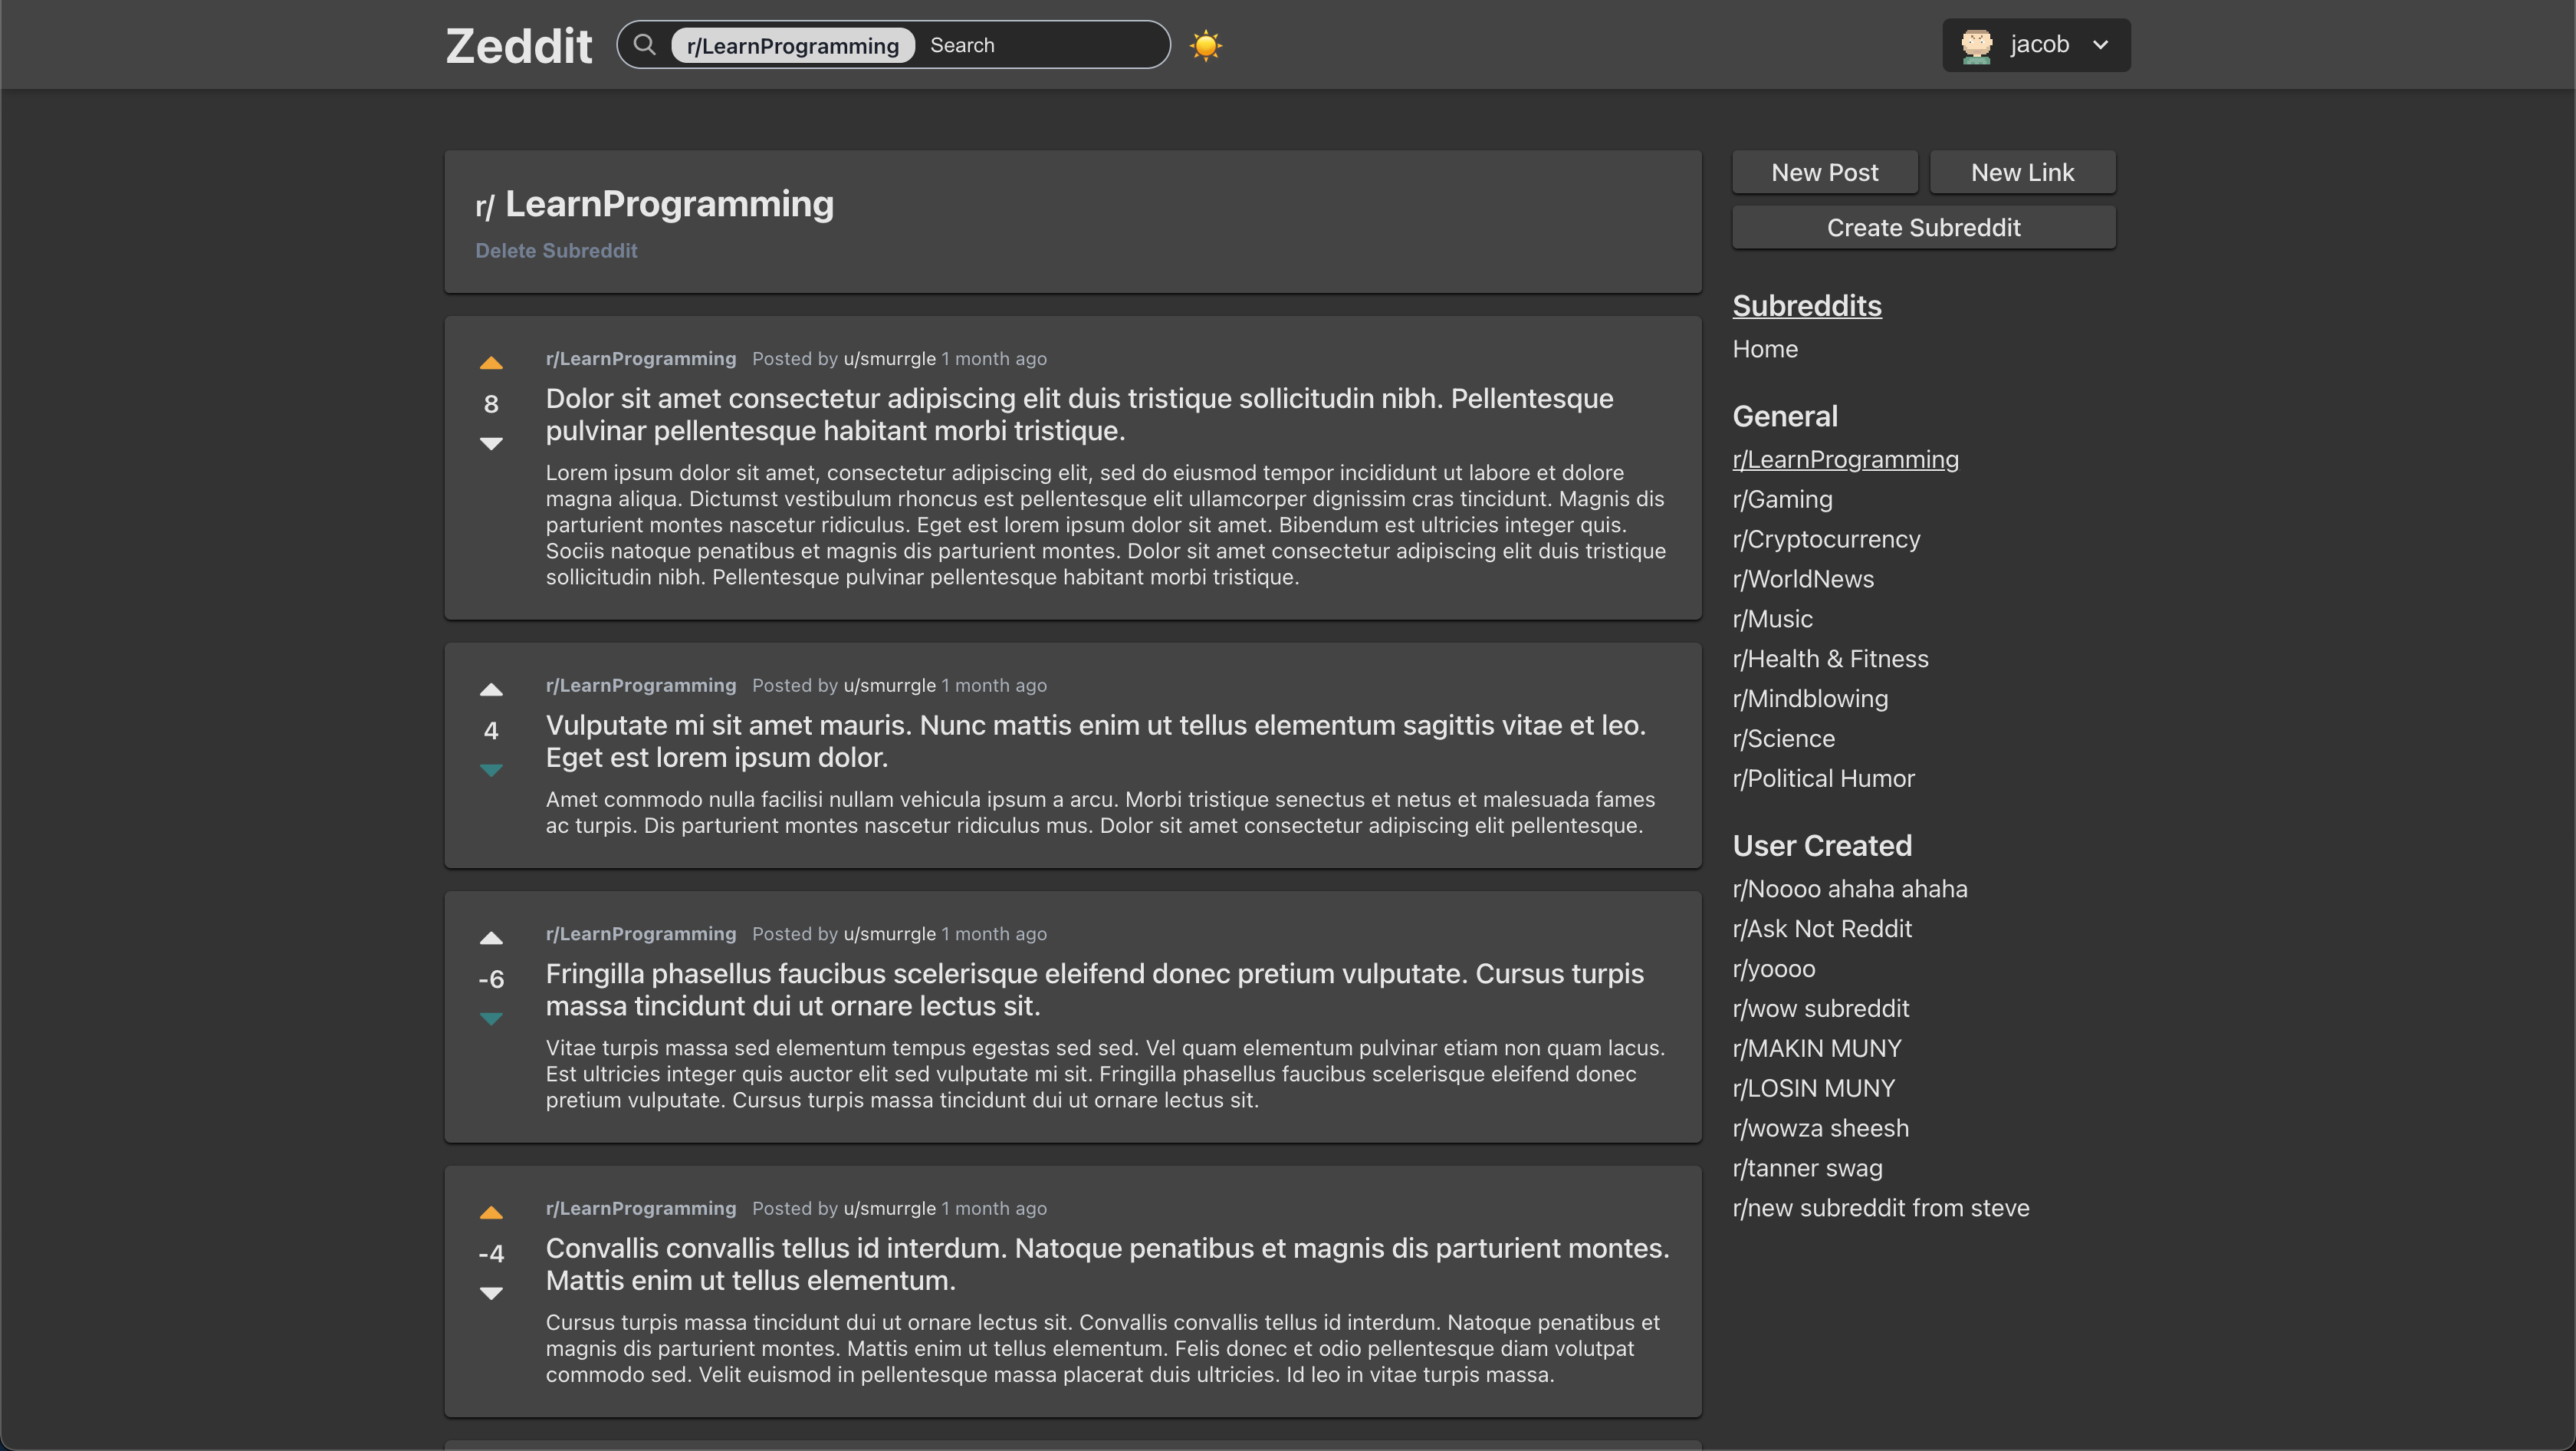 Zeddit
r/LearnProgramming Search
jacob
r/ LearnProgramming
Delete Subreddit
r/LearnProgramming Posted by u/smurrgle 1 month ago
8
Dolor sit amet consectetur adipiscing elit duis tristique sollicitudin nibh. Pellentesque
pulvinar pellentesque habitant morbi tristique.
Lorem ipsum dolor sit amet, consectetur adipiscing elit, sed do eiusmod tempor incididunt ut labore et dolore
magna aliqua. Dictumst vestibulum rhoncus est pellentesque elit ullamcorper dignissim cras tincidunt. Magnis dis
parturient montes nascetur ridiculus. Eget est lorem ipsum dolor sit amet. Bibendum est ultricies integer quis.
Sociis natoque penatibus et magnis dis parturient montes. Dolor sit amet consectetur adipiscing elit duis tristique
sollicitudin nibh. Pellentesque pulvinar pellentesque habitant morbi tristique.
r/LearnProgramming Posted by u/smurrgle 1 month ago
4
Vulputate mi sit amet mauris. Nunc mattis enim ut tellus elementum sagittis vitae et leo.
Eget est lorem ipsum dolor.
Amet commodo nulla facilisi nullam vehicula ipsum a arcu. Morbi tristique senectus et netus et malesuada fames
ac turpis. Dis parturient montes nascetur ridiculus mus. Dolor sit amet consectetur adipiscing elit pellentesque.
r/LearnProgramming Posted by u/smurrgle 1 month ago
-6
Fringilla phasellus faucibus scelerisque eleifend donec pretium vulputate. Cursus turpis
massa tincidunt dui ut ornare lectus sit.
Vitae turpis massa sed elementum tempus egestas sed sed. Vel quam elementum pulvinar etiam non quam lacus.
Est ultricies integer quis auctor elit sed vulputate mi sit. Fringilla phasellus faucibus scelerisque eleifend donec
pretium vulputate. Cursus turpis massa tincidunt dui ut ornare lectus sit.
r/LearnProgramming Posted by u/smurrgle 1 month ago
-4
Convallis convallis tellus id interdum. Natoque penatibus et magnis dis parturient montes.
Mattis enim ut tellus elementum.
Cursus turpis massa tincidunt dui ut ornare lectus sit. Convallis convallis tellus id interdum. Natoque penatibus et
magnis dis parturient montes. Mattis enim ut tellus elementum. Felis donec et odio pellentesque diam volutpat
commodo sed. Velit euismod in pellentesque massa placerat duis ultricies. Id leo in vitae turpis massa.
New Post
New Link
Create Subreddit
Subreddits
Home
General
r/LearnProgramming
r/Gaming
r/Cryptocurrency
r/WorldNews
r/Music
r/Health & Fitness
r/Mindblowing
r/Science
r/Political Humor
User Created
r/Noooo ahaha ahaha
r/Ask Not Reddit
r/yoooo
r/wow subreddit
r/MAKIN MUNY
r/LOSIN MUNY
r/wowza sheesh
r/tanner swag
r/new subreddit from steve